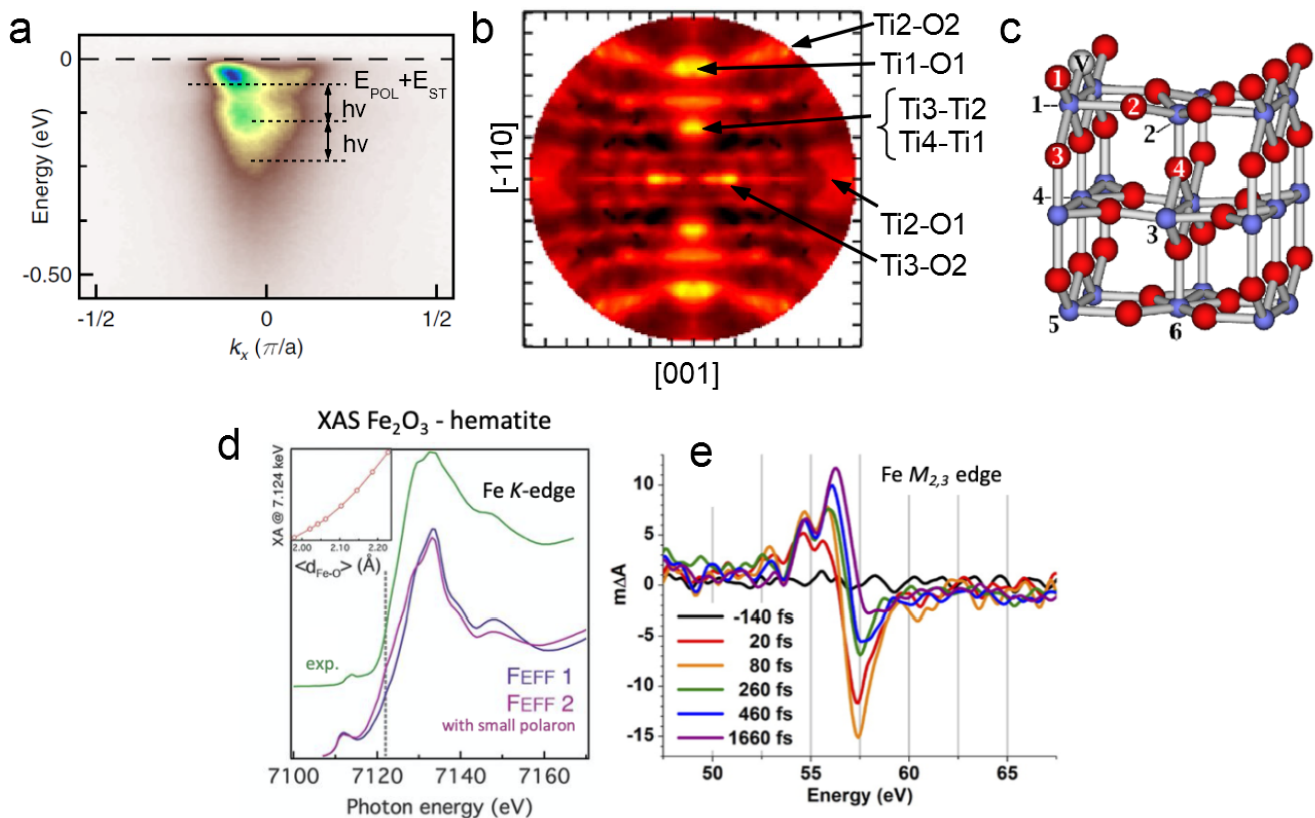 a
0
Energy (eV)
-0.50
E_POL+E_ST
hν
hν
-1/2
0
1/2
k_x (π/a)
b
[-110]
[001]
Ti2-O2
Ti1-O1
Ti3-Ti2
Ti4-Ti1
Ti2-O1
Ti3-O2
c
V
1
1
2
2
3
4
4
3
5
6
XAS Fe₂O₃ - hematite
d
XA @ 7.124 keV
2.00
2.10
2.20
<d_Fe-O> (Å)
Fe K-edge
exp.
FEFF 1
FEFF 2
with small polaron
7100
7120
7140
7160
Photon energy (eV)
e
Fe M₂,₃ edge
mΔA
10
5
0
-5
-10
-15
-140 fs
20 fs
80 fs
260 fs
460 fs
1660 fs
50
55
60
65
Energy (eV)